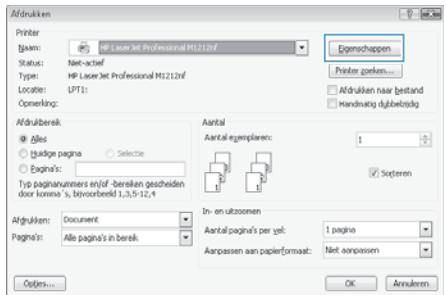 Afdrukken
Printer
Naam: HP LaserJet Professional M1212nf
Eigenschappen
Status: Niet-actief
Printer zoeken...
Type: HP LaserJet Professional M1212nf
Locatie: LPT1:
Afdrukken naar bestand
Opmerking:
Handmatig dubbelzijdig
Afdrukbereik
Alles
Huidige pagina
Selectie
Pagina's:
Typ paginanummers en/of -bereiken gescheiden
door komma`s, bijvoorbeeld 1,3,5-12,4
Aantal
Aantal exemplaren: 1
Sorteren
Afdrukken: Document
Pagina's: Alle pagina's in bereik
In- en uitzoomen
Aantal pagina's per vel: 1 pagina
Aanpassen aan papierformaat: Niet aanpassen
Opties...
OK
Annuleren